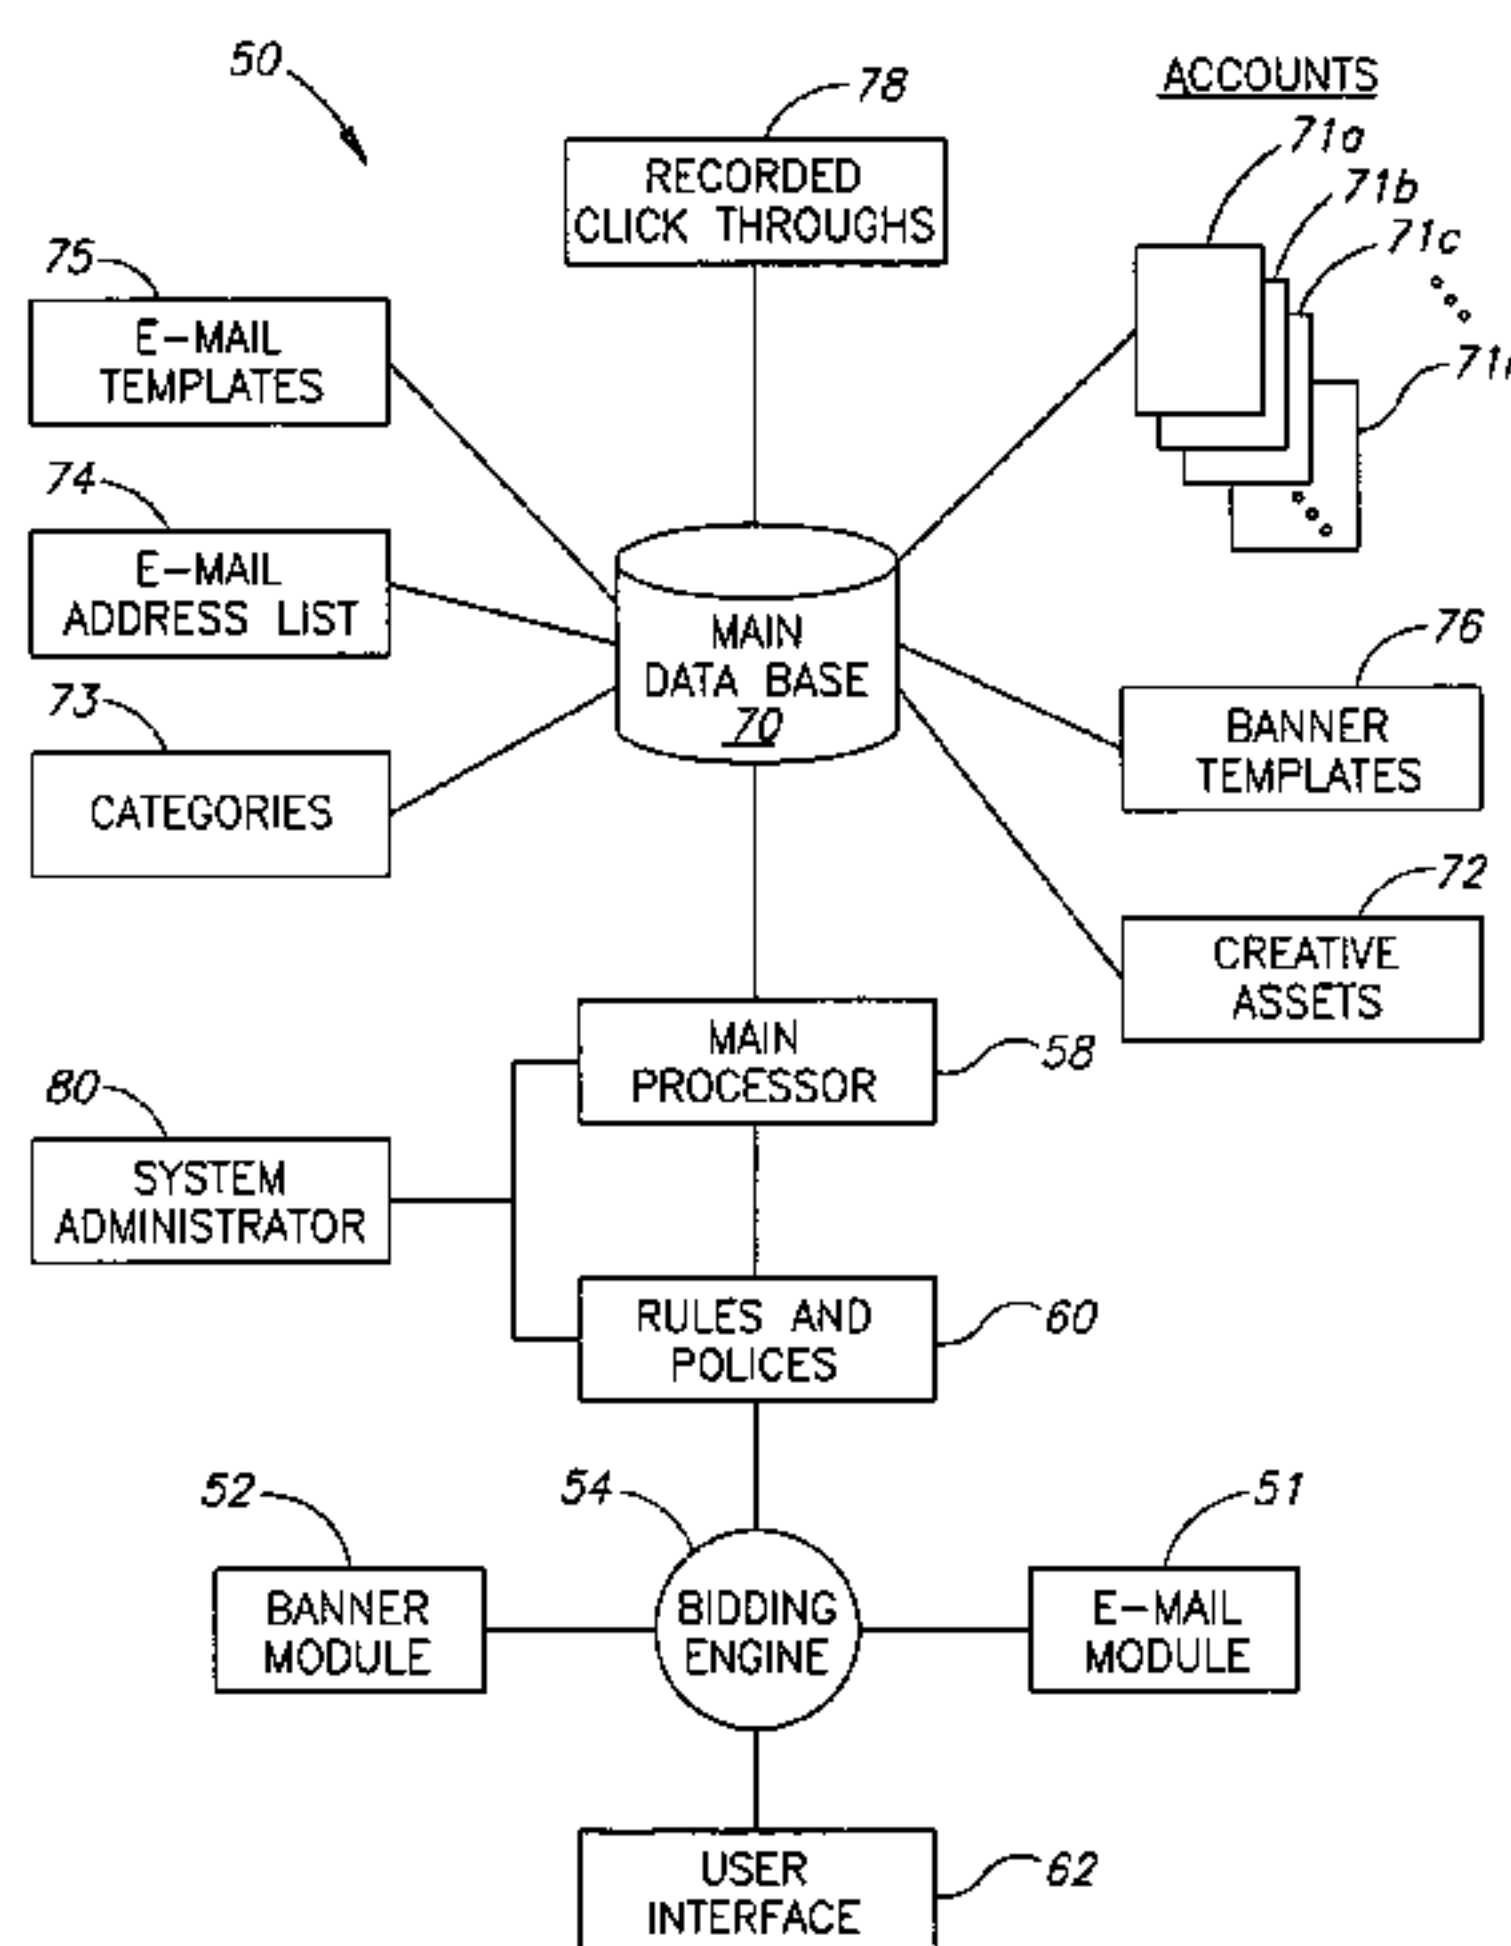 50
78
ACCOUNTS
71a
71b
71c
RECORDED
CLICK THROUGHS
75
E-MAIL
TEMPLATES
74
E-MAIL
ADDRESS LIST
MAIN
DATA BASE
70
76
BANNER
TEMPLATES
73
CATEGORIES
72
CREATIVE
ASSETS
MAIN
PROCESSOR
58
80
SYSTEM
ADMINISTRATOR
RULES AND
POLICES
60
52
54
51
BANNER
MODULE
BIDDING
ENGINE
E-MAIL
MODULE
USER
INTERFACE
62